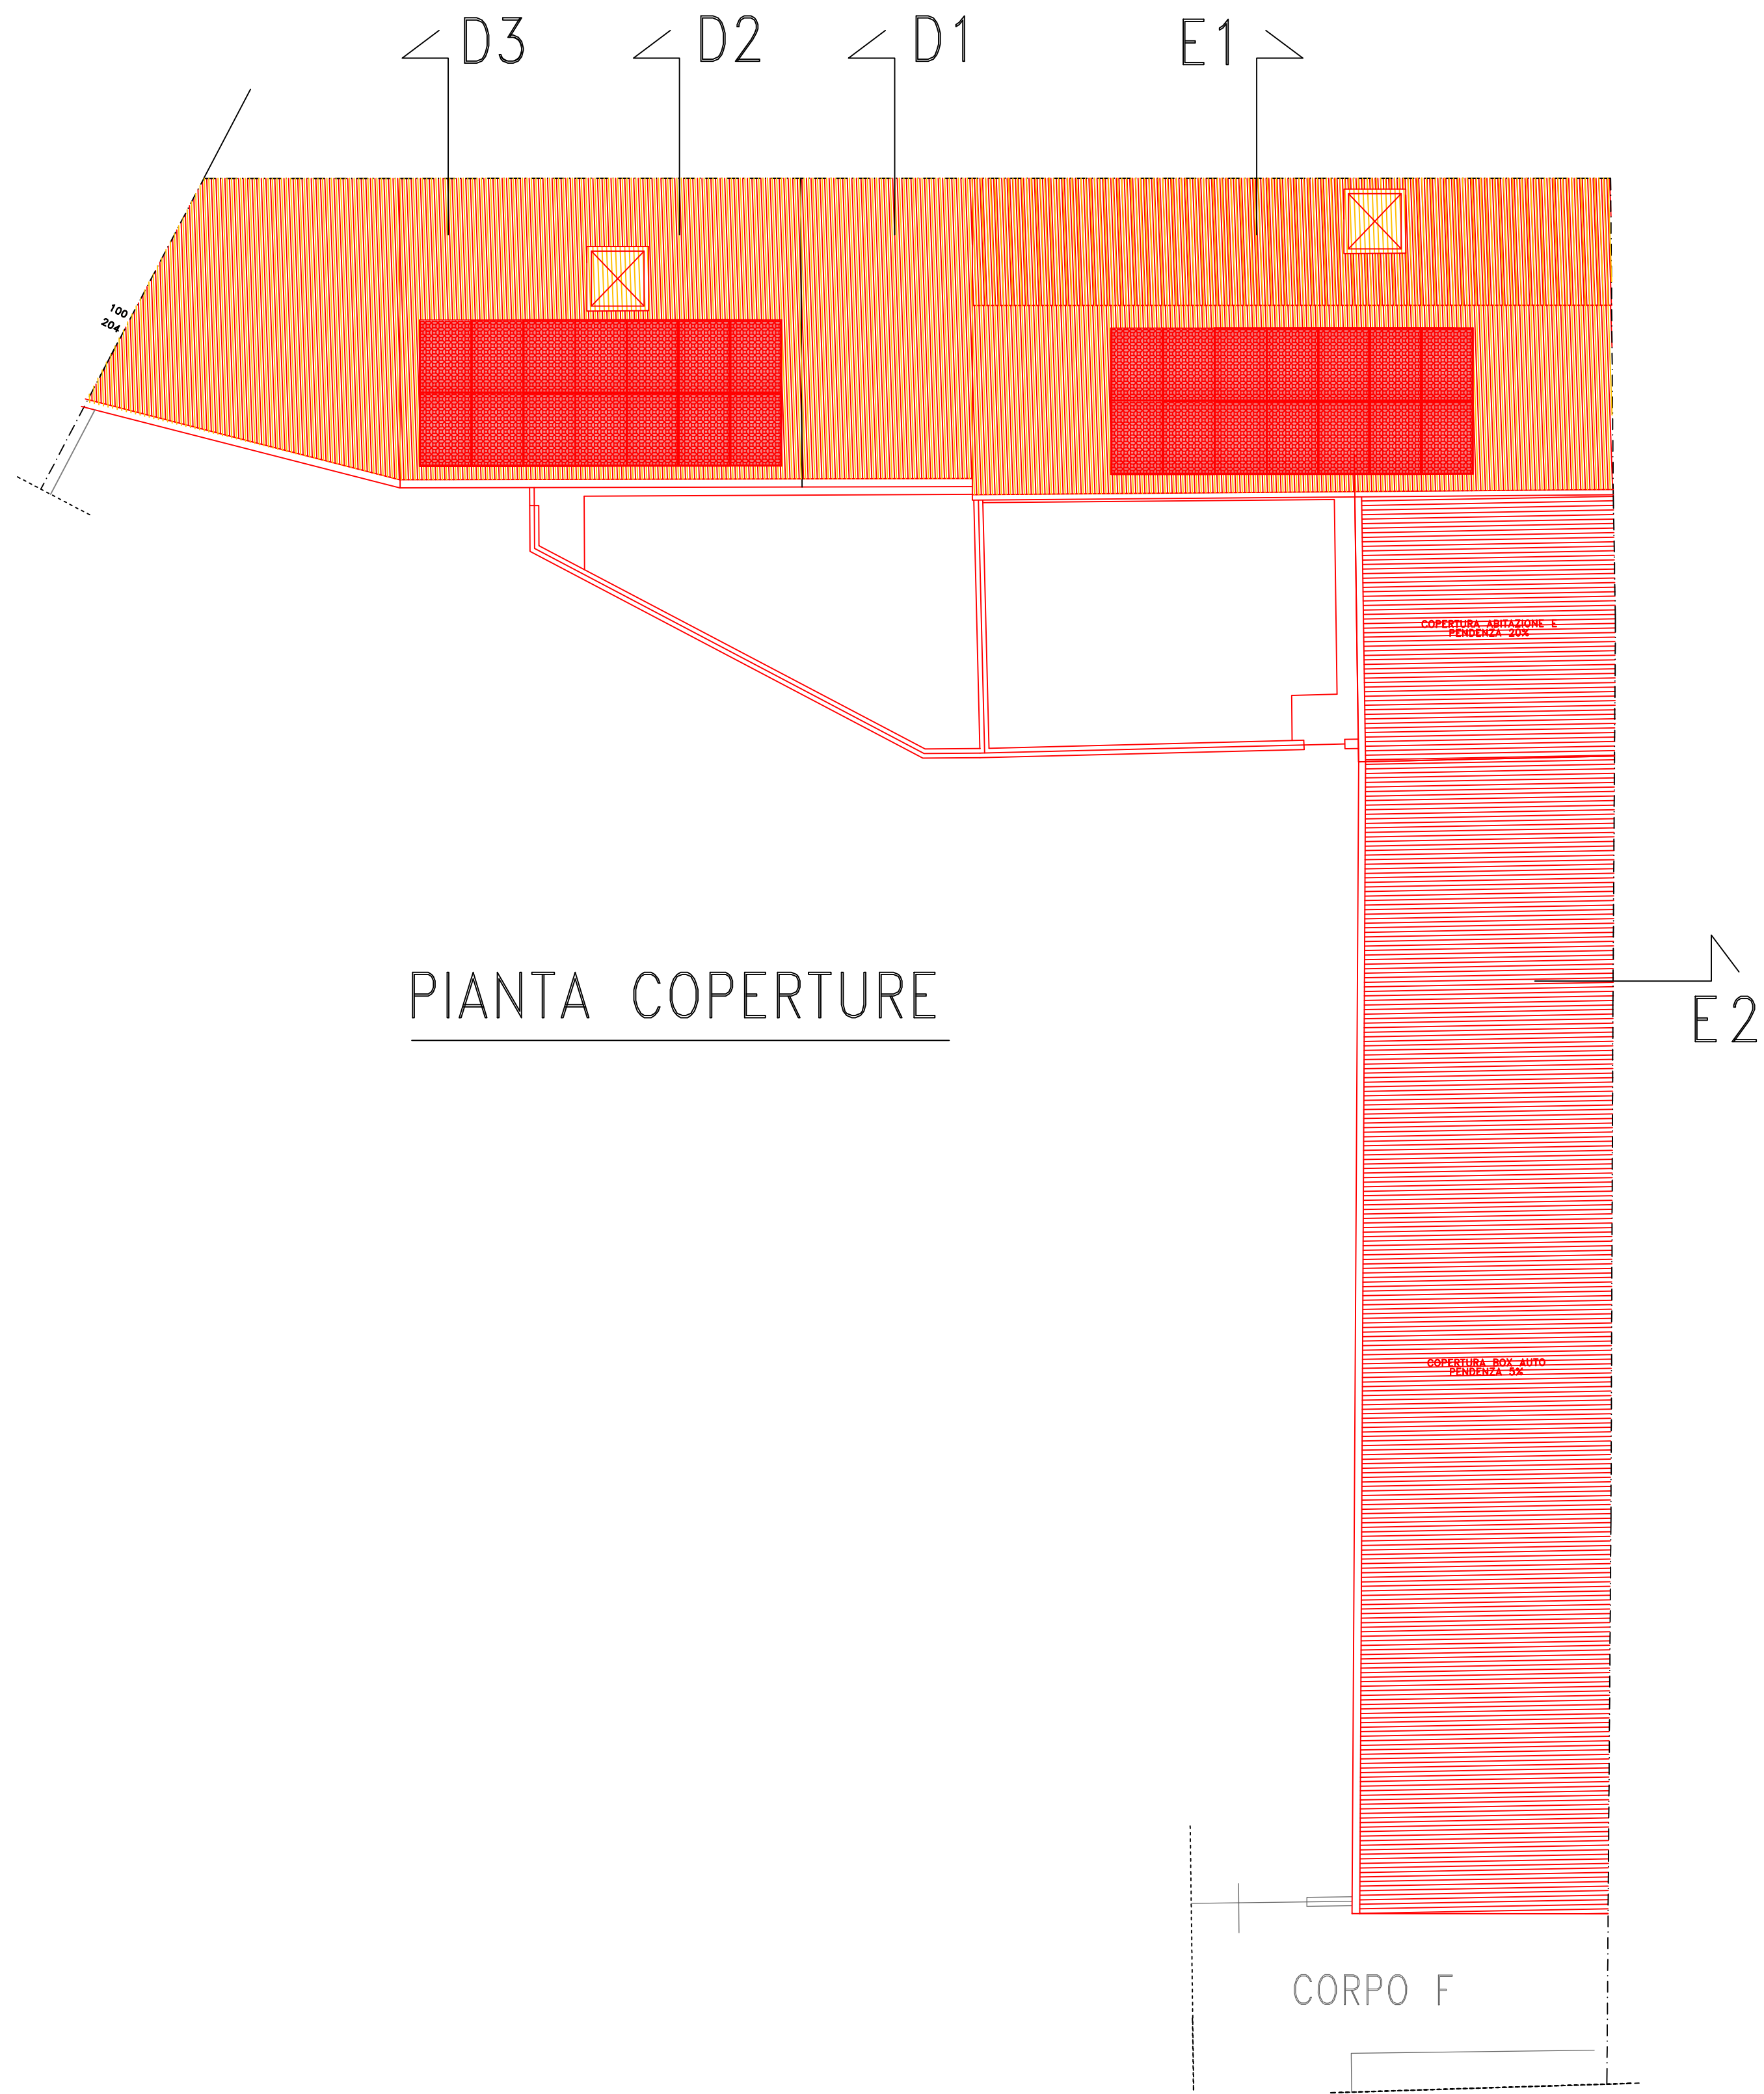 D3
D2
D1
E1
100
204
COPERTURA ABITAZIONE E
PENDENZA 20%
PIANTA COPERTURE
E2
COPERTURA BOX AUTO
PENDENZA 5%
CORPO F